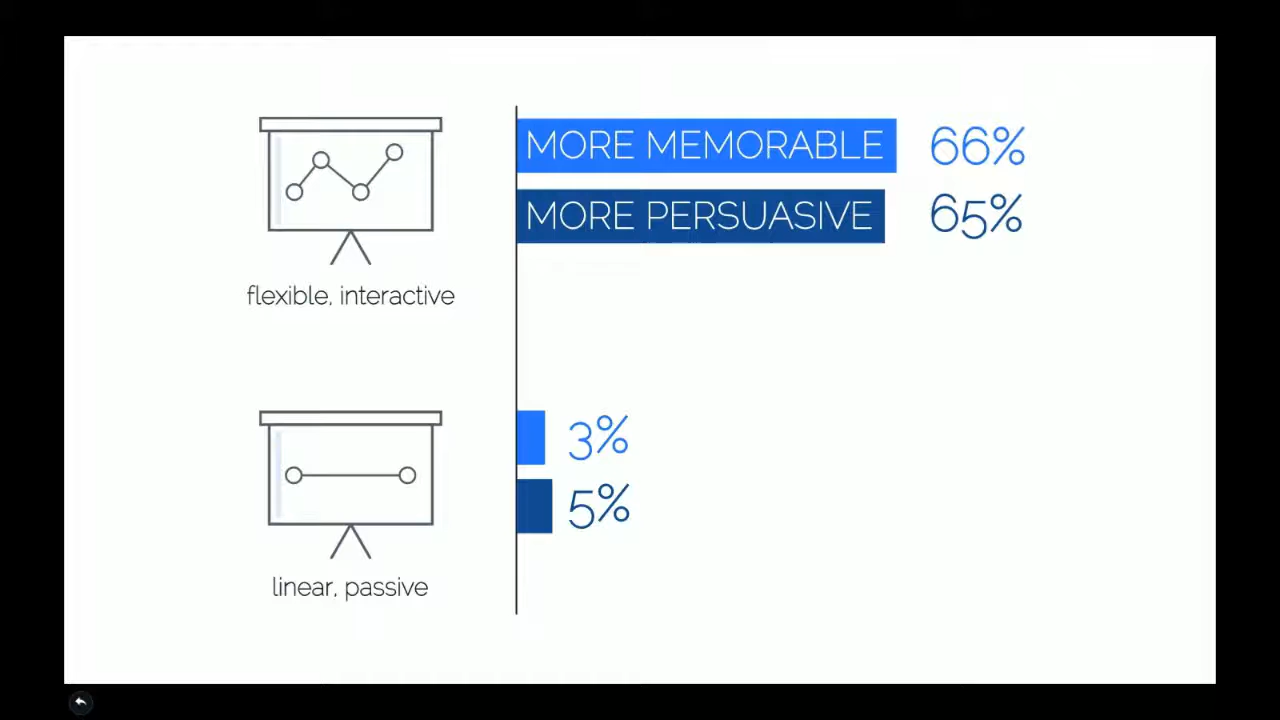 MORE MEMORABLE 66%
MORE PERSUASIVE 65%
flexible, interactive
3%
5%
linear, passive